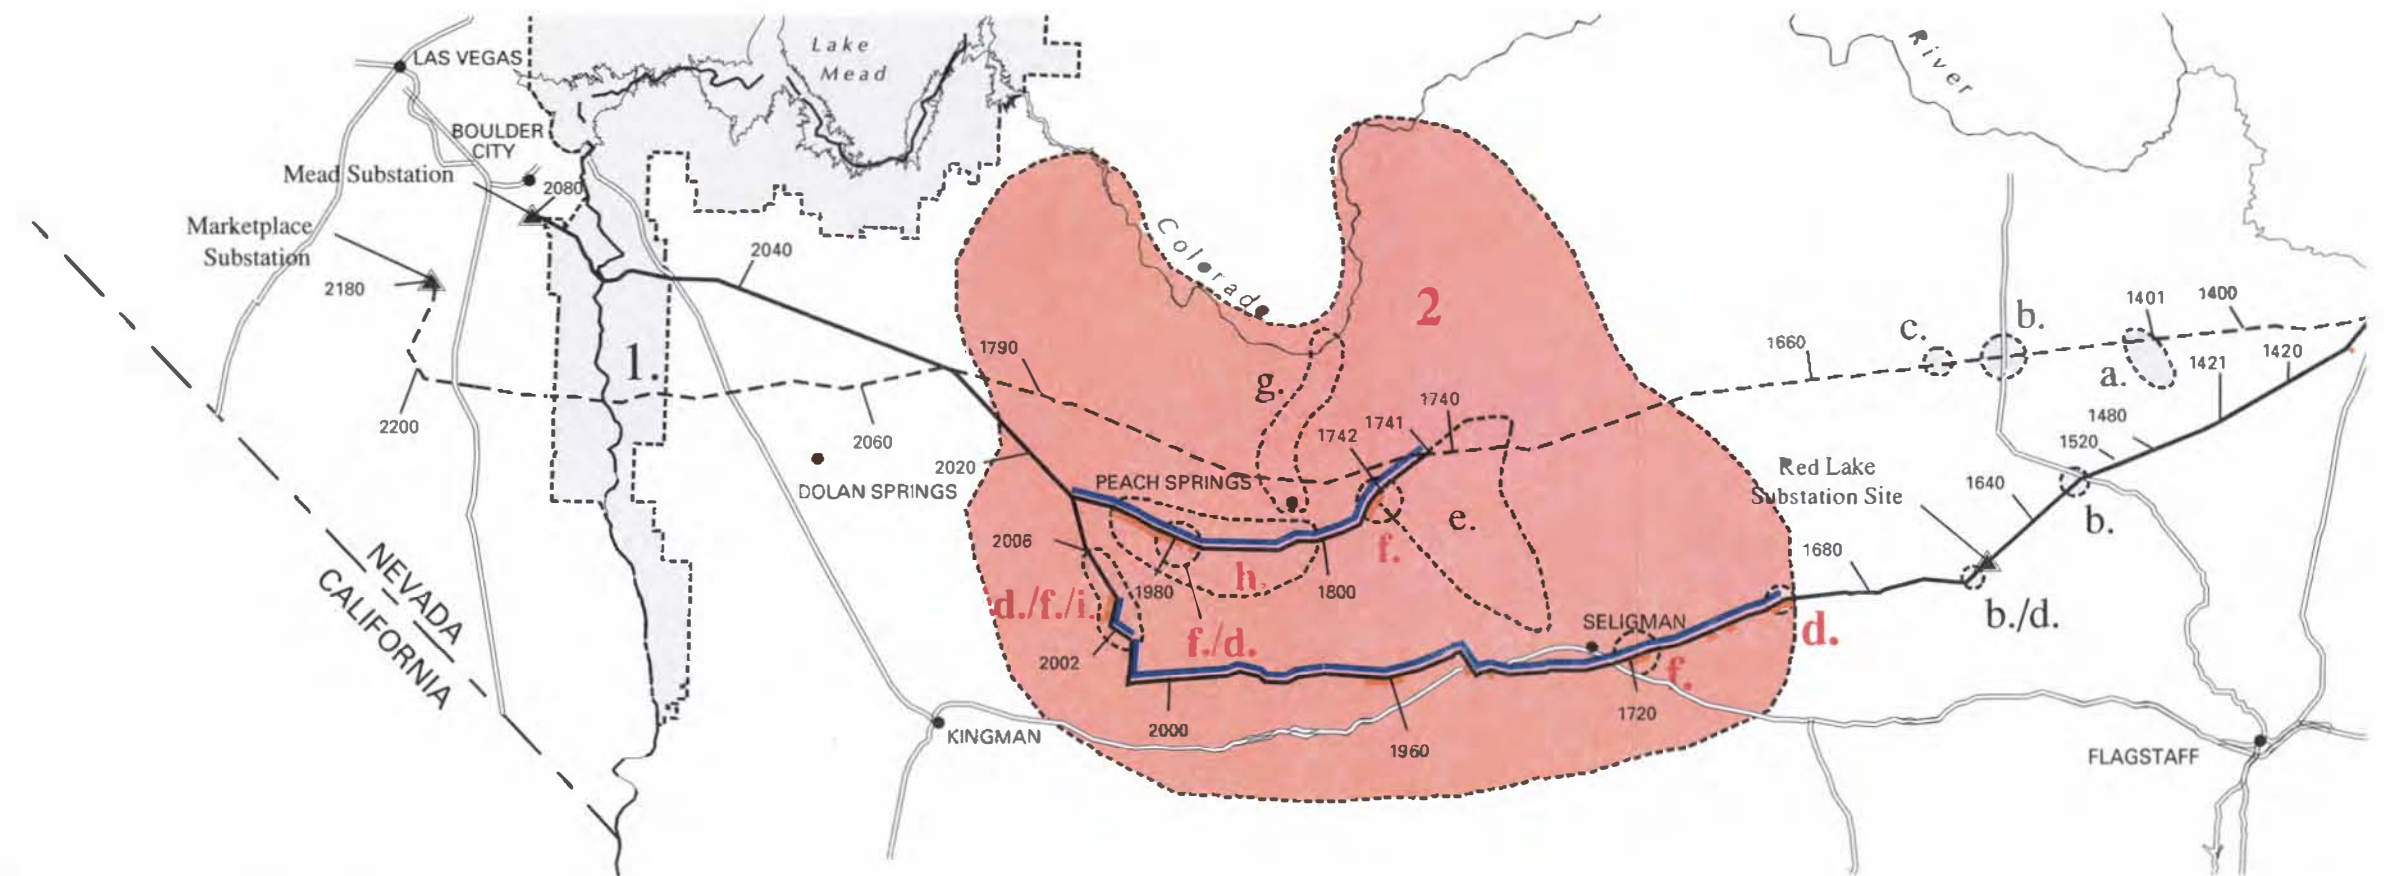 LAS VEGAS
Lake
Mead
River
BOULDER
CITY
Mead Substation
2080
Marketplace
Substation
2180
2040
Colorado
2
1.
1790
g.
1660
c.
b.
1401
1400
a.
1421
1420
2200
2060
2020
DOLAN SPRINGS
PEACH SPRINGS
1742
1741
1740
e.
1480
1520
Red Lake
Substation Site
1640
b.
2006
1980
h.
1800
f.
1680
NEVADA
CALIFORNIA
d./f./i.
f./d.
SELIGMAN
d.
b./d.
2002
f.
2000
1960
1720
KINGMAN
FLAGSTAFF